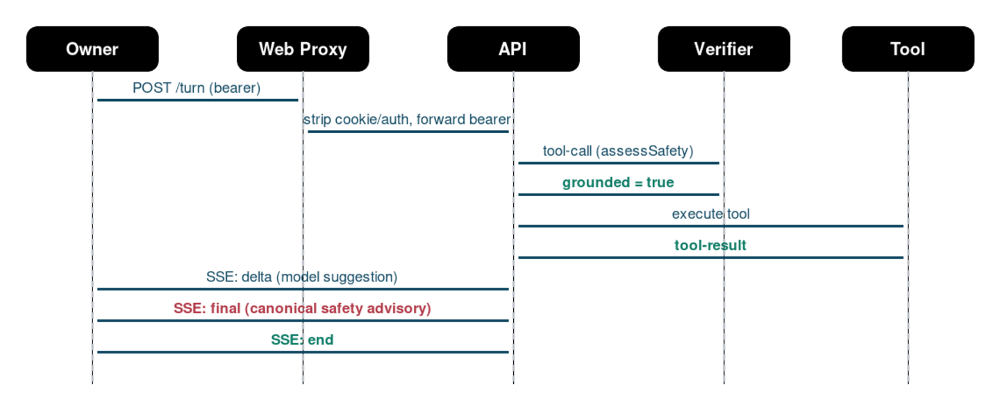 Owner
Web Proxy
API
Verifier
Tool
POST /turn (bearer)
strip cookie/auth, forward bearer
tool-call (assessSafety)
grounded = true
execute tool
tool-result
SSE: delta (model suggestion)
SSE: final (canonical safety advisory)
SSE: end